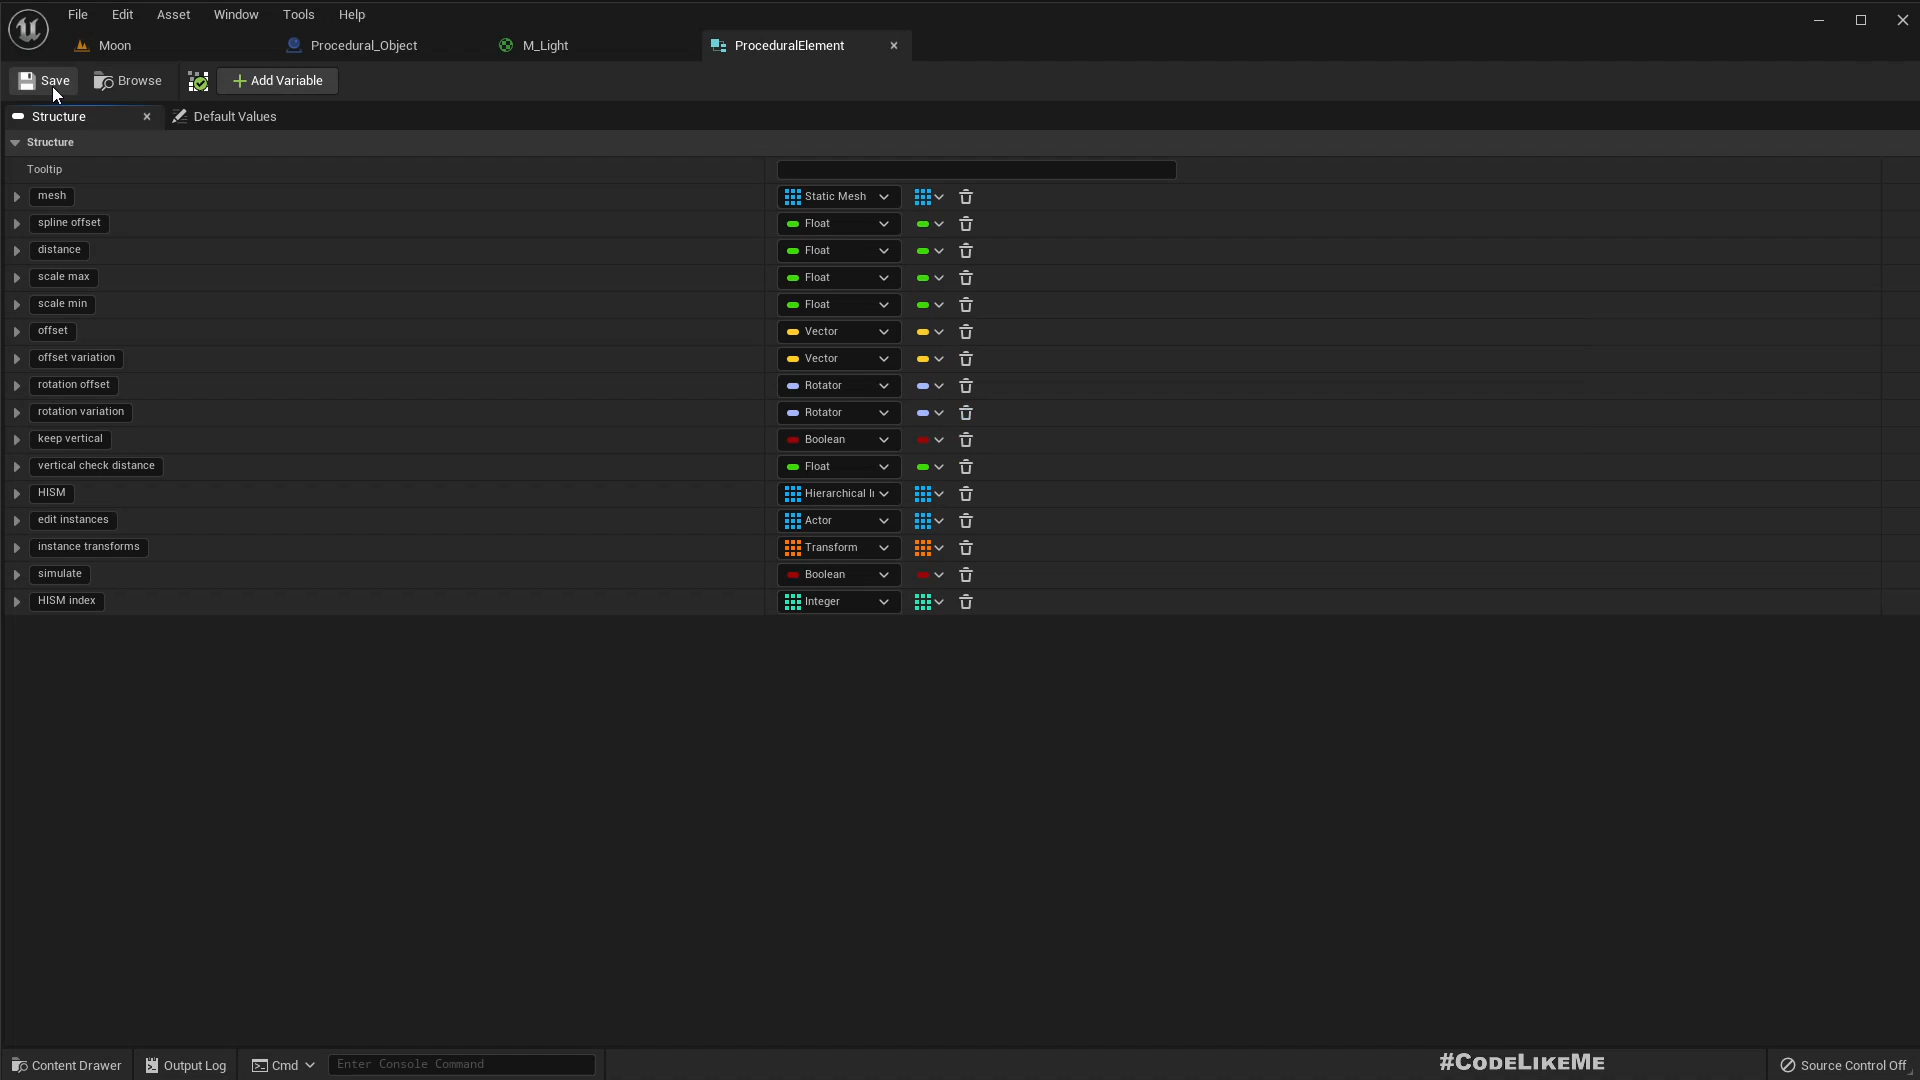 File Edit Asset Window Tools Help
Moon Procedural_Object M_Light ProceduralElement
Save Browse Add Variable
Structure Default Values
Structure
Tooltip
mesh Static Mesh
spline offset Float
distance Float
scale max Float
scale min Float
offset Vector
offset variation Vector
rotation offset Rotator
rotation variation Rotator
keep vertical Boolean
vertical check distance Float
HISM Hierarchical
edit instances Actor
instance transforms Transform
simulate Boolean
HISM index Integer
Content Drawer Output Log Cmd Enter Console Command #CODELIKEME Source Control Off